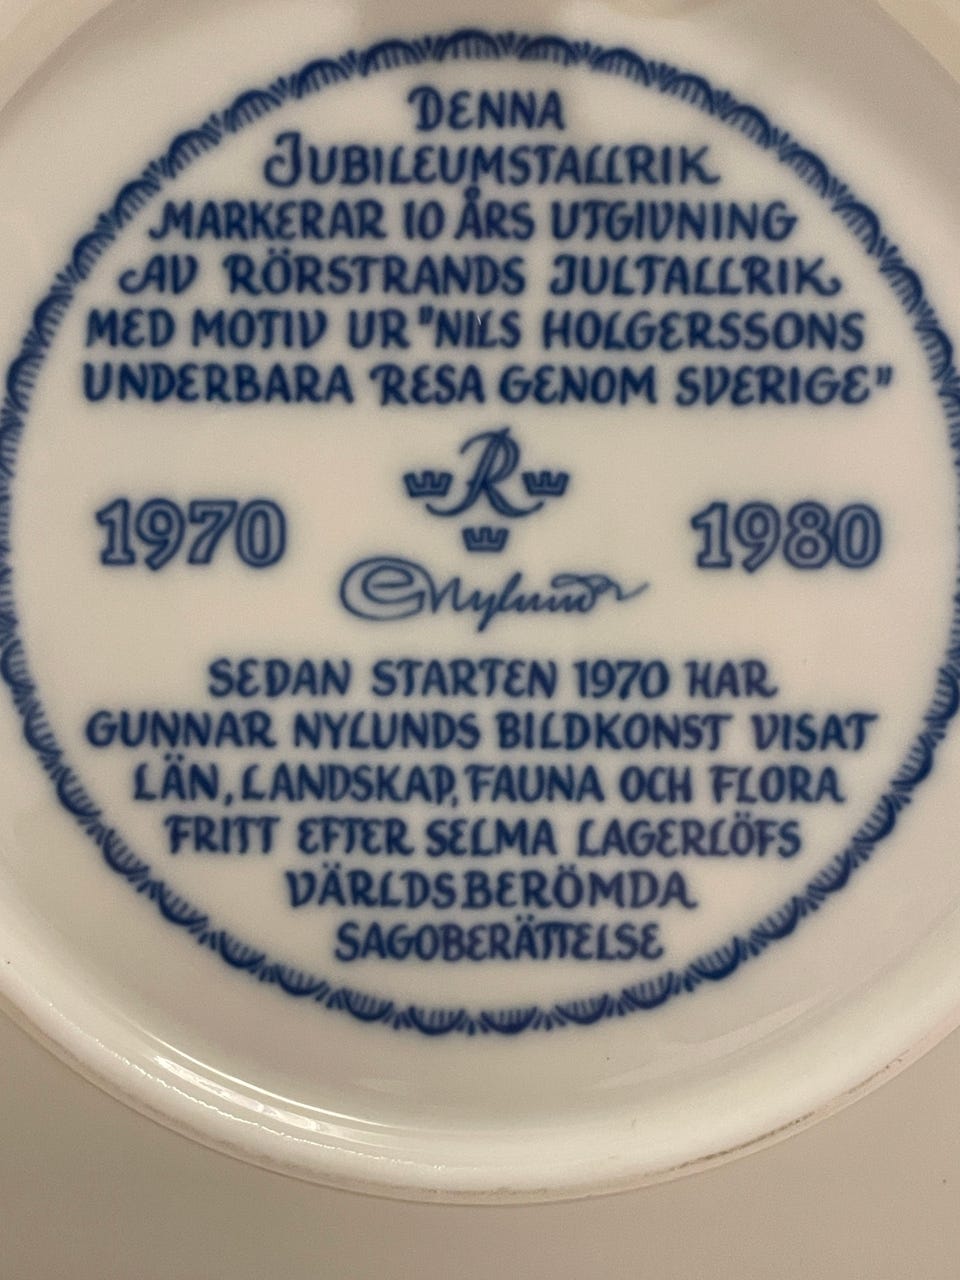 DENNA
JUBILEUMSTALLRIK
MARKERAR 10 ÅRS UTGIVNING
AV RÖRSTRANDS JULTALLRIK
MED MOTIV UR "NILS HOLGERSSONS
UNDERBARA RESA GENOM SVERIGE"
R
1970 1980
GNylund
SEDAN STARTEN 1970 HAR
GUNNAR NYLUNDS BILDKONST VISAT
LÄN, LANDSKAP, FAUNA OCH FLORA
FRITT EFTER SELMA LAGERLÖFS
VÄRLDSBERÖMDA
SAGOBERÄTTELSE